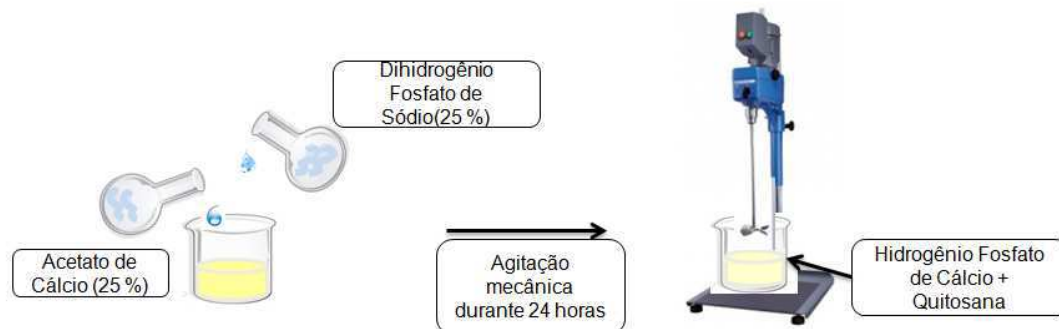 Dihidrogênio
Fosfato de
Sódio(25 %)
Acetato de
Cálcio (25 %)
Agitação
mecânica
durante 24 horas
Hidrogênio Fosfato
de Cálcio +
Quitosana